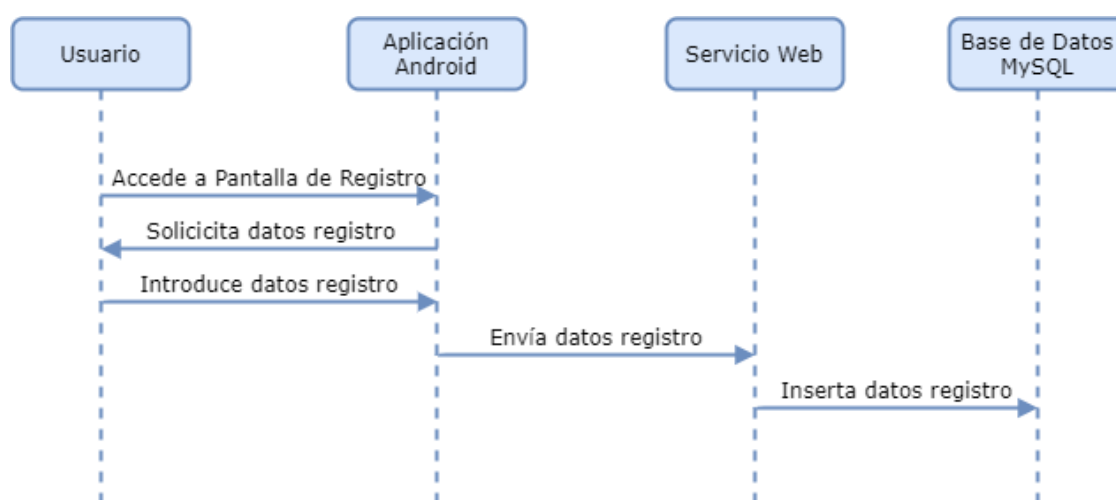 Usuario
Aplicación
Android
Servicio Web
Base de Datos
MySQL
Accede a Pantalla de Registro
Solicicita datos registro
Introduce datos registro
Envía datos registro
Inserta datos registro